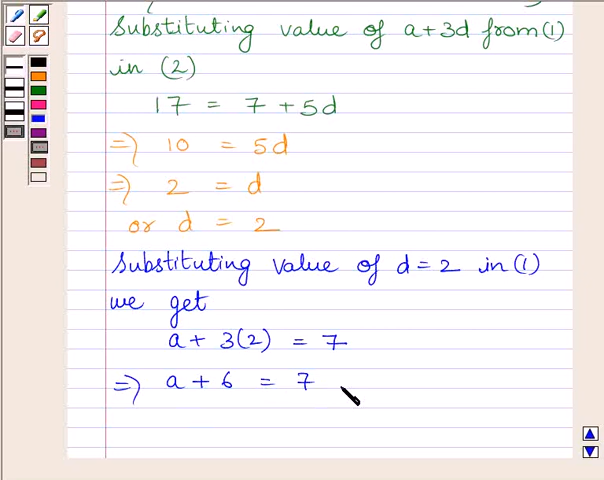 Substituting value of a+3d from (1)
in (2)
17 = 7 + 5d
⇒ 10 = 5d
⇒ 2 = d
or d = 2
Substituting value of d = 2 in (1)
we get
a + 3(2) = 7
⇒ a + 6 = 7